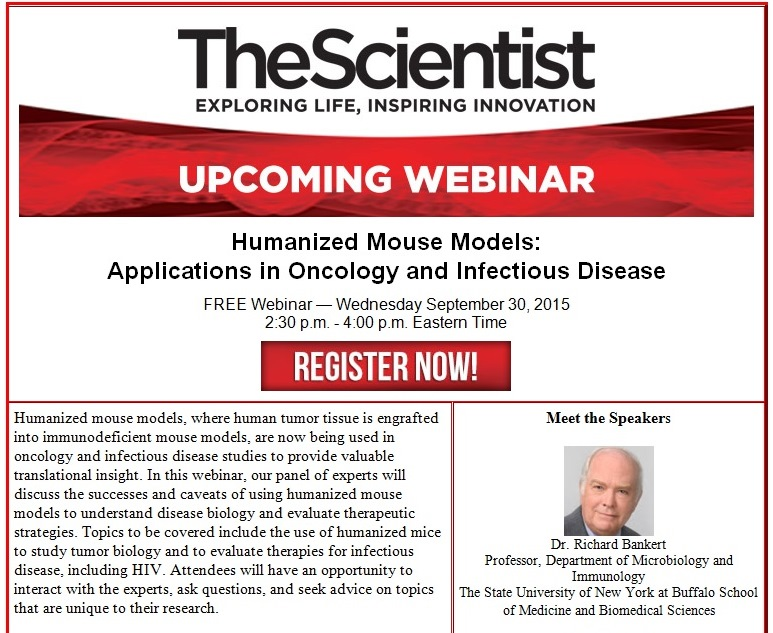 TheScientist
EXPLORING LIFE, INSPIRING INNOVATION
UPCOMING WEBINAR
Humanized Mouse Models:
Applications in Oncology and Infectious Disease
FREE Webinar — Wednesday September 30, 2015
2:30 p.m. - 4:00 p.m. Eastern Time
REGISTER NOW!
Humanized mouse models, where human tumor tissue is engrafted
into immunodeficient mouse models, are now being used in
oncology and infectious disease studies to provide valuable
translational insight. In this webinar, our panel of experts will
discuss the successes and caveats of using humanized mouse
models to understand disease biology and evaluate therapeutic
strategies. Topics to be covered include the use of humanized mice
to study tumor biology and to evaluate therapies for infectious
disease, including HIV. Attendees will have an opportunity to
interact with the experts, ask questions, and seek advice on topics
that are unique to their research.
Meet the Speakers
Dr. Richard Bankert
Professor, Department of Microbiology and
Immunology
The State University of New York at Buffalo School
of Medicine and Biomedical Sciences